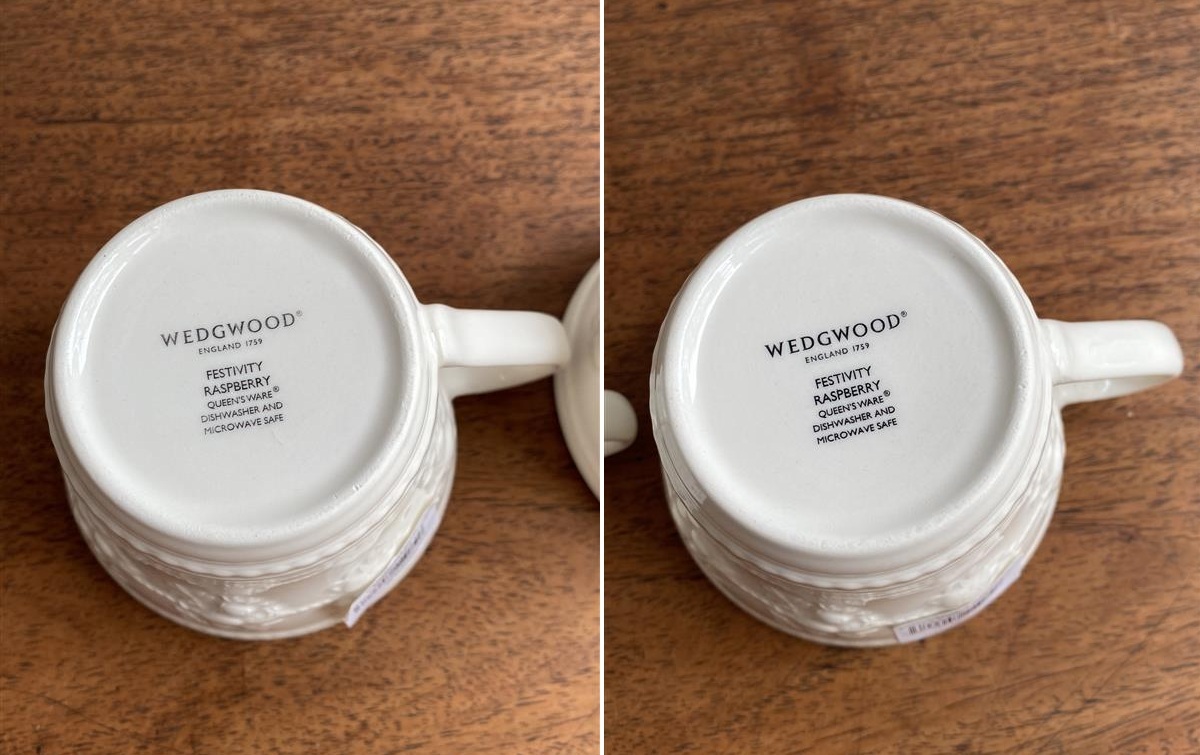 WEDGWOOD®
ENGLAND 1759
FESTIVITY
RASPBERRY
QUEEN'S WARE®
DISHWASHER AND
MICROWAVE SAFE
WEDGWOOD®
ENGLAND 1759
FESTIVITY
RASPBERRY
QUEEN'S WARE®
DISHWASHER AND
MICROWAVE SAFE